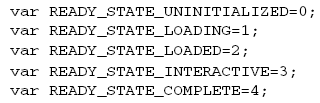 var READY_STATE_UNINITIALIZED=0;
var READY_STATE_LOADING=1;
var READY_STATE_LOADED=2;
var READY_STATE_INTERACTIVE=3;
var READY_STATE_COMPLETE=4;